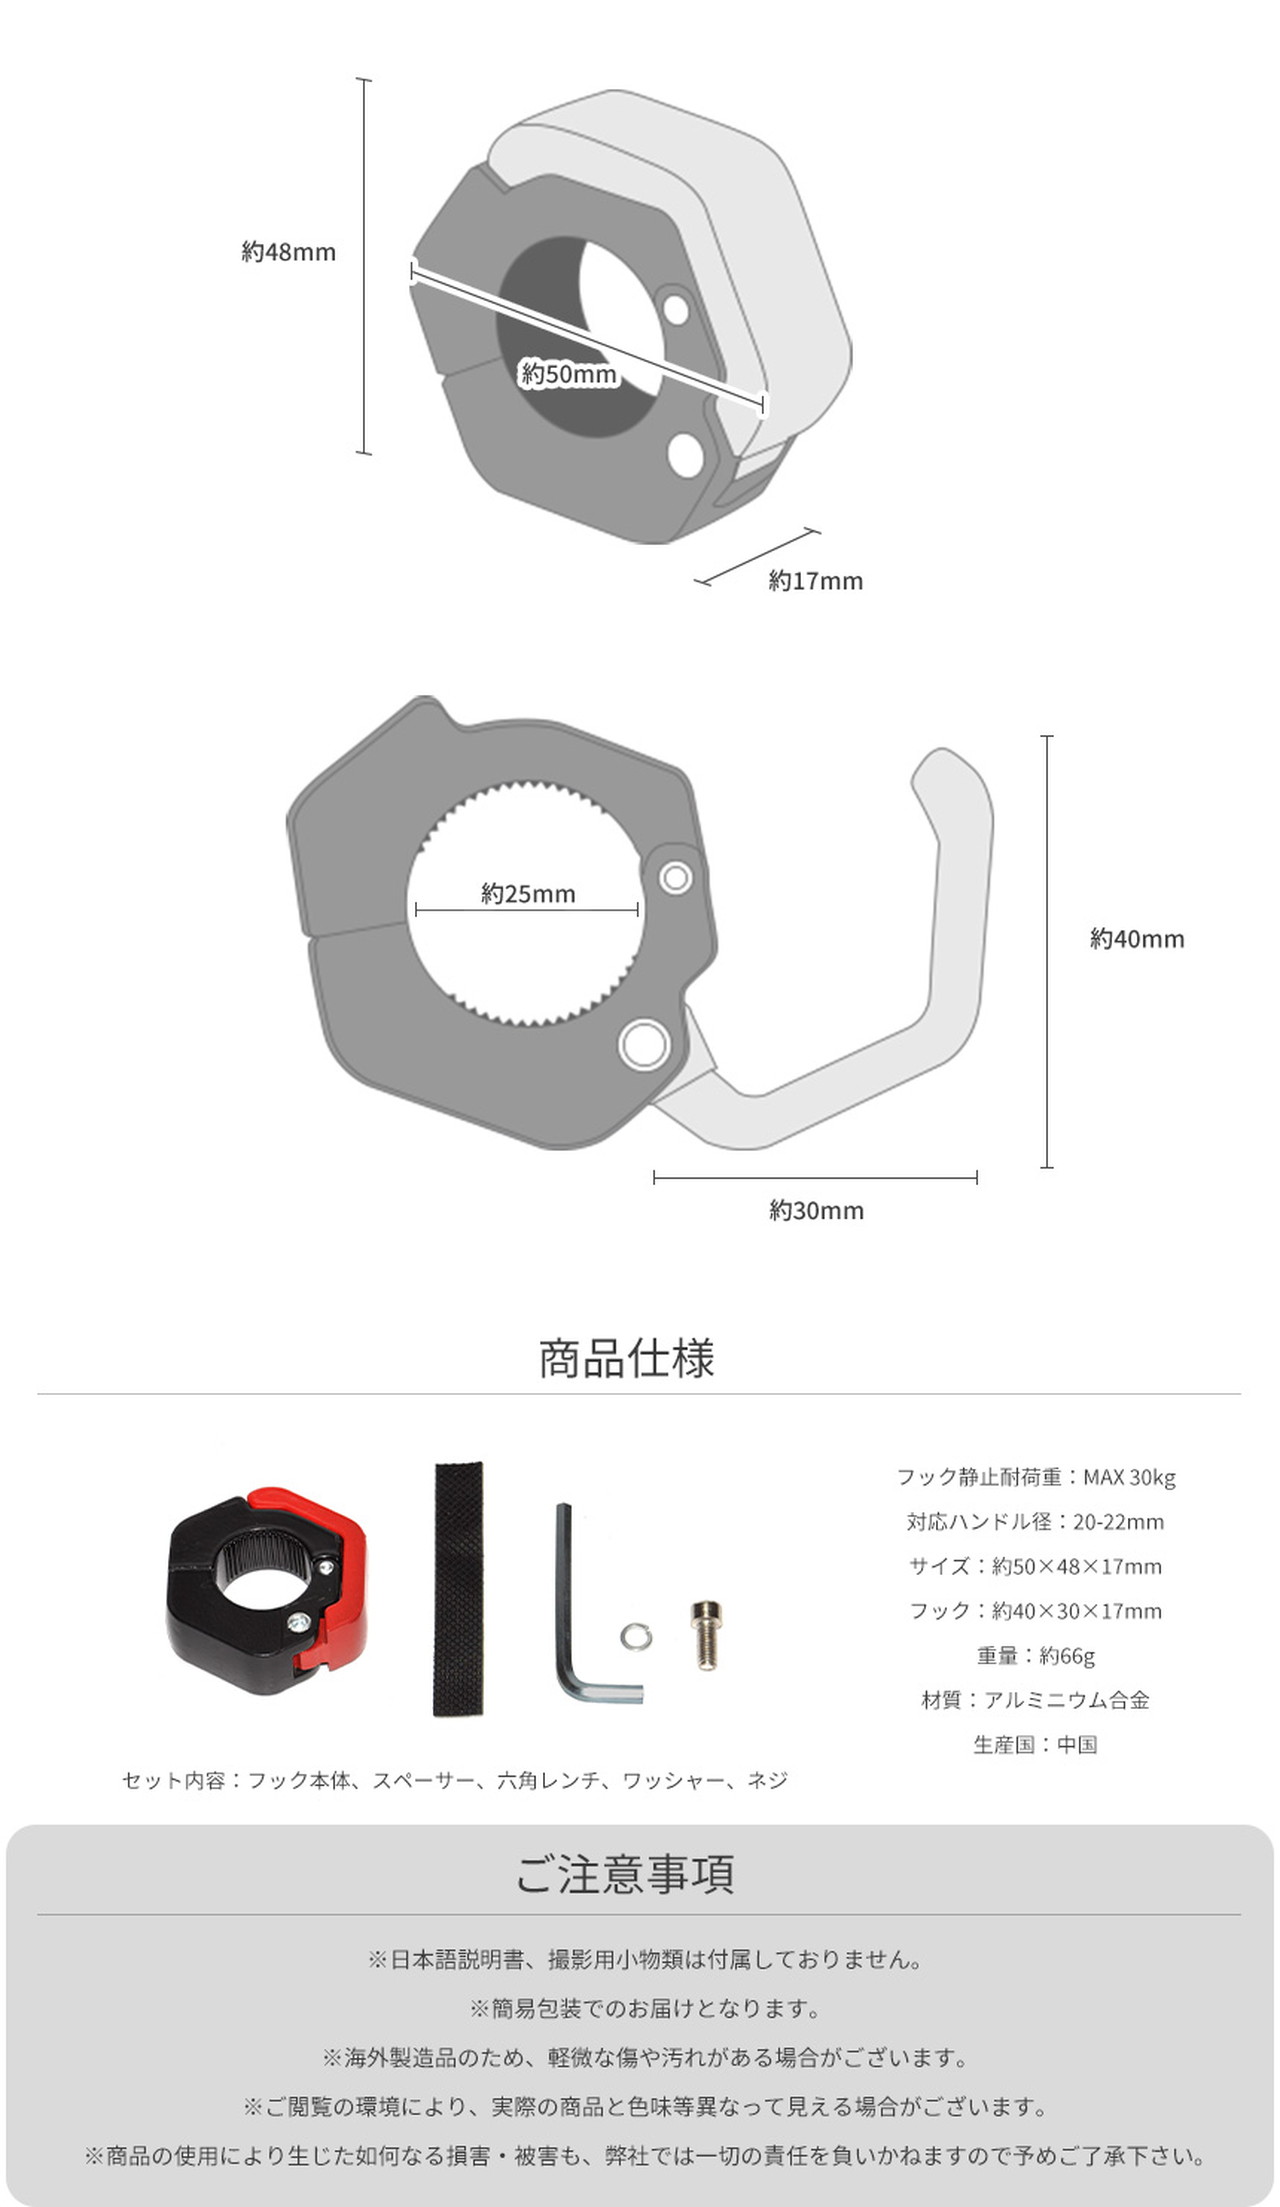 約48mm
約50mm
約17mm
約25mm
約40mm
約30mm
商品仕様
フック静止耐荷重：MAX 30kg
対応ハンドル径：20-22mm
サイズ：約50×48×17mm
フック：約40×30×17mm
重量：約66g
材質：アルミニウム合金
生産国：中国
セット内容：フック本体、スペーサー、六角レンチ、ワッシャー、ネジ
ご注意事項
※日本語説明書、撮影用小物類は付属しておりません。
※簡易包装でのお届けとなります。
※海外製造品のため、軽微な傷や汚れがある場合がございます。
※ご閲覧の環境により、実際の商品と色味等異なって見える場合がございます。
※商品の使用により生じた如何なる損害・被害も、弊社では一切の責任を負いかねますので予めご了承下さい。